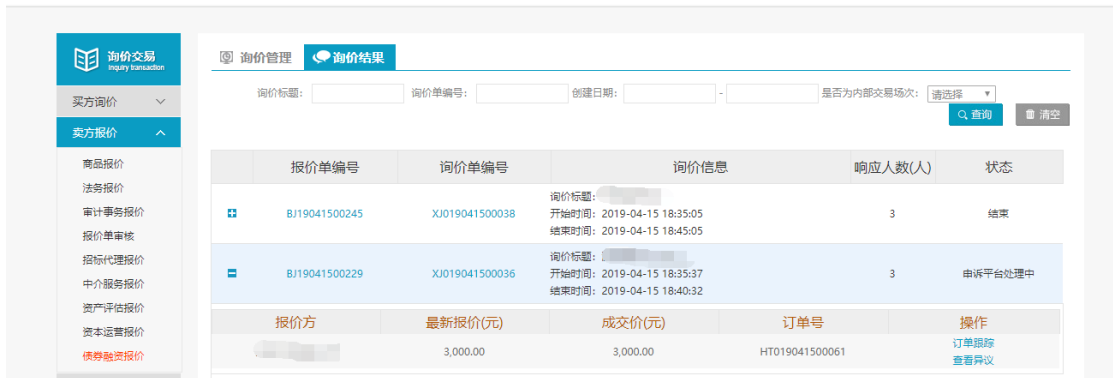 询价交易
Inquiry transaction
买方询价
卖方报价
商品报价
法务报价
审计事务报价
报价单审核
招标代理报价
中介服务报价
资产评估报价
资本运营报价
债券融资报价
询价管理 询价结果
询价标题: 询价单编号: 创建日期: - 是否为内部交易场次: 请选择
查询 清空
报价单编号 询价单编号 询价信息 响应人数(人) 状态
询价标题:
BJ19041500245 XJ019041500038 开始时间: 2019-04-15 18:35:05 3 结束
结束时间: 2019-04-15 18:45:05
询价标题:
BJ19041500229 XJ019041500036 开始时间: 2019-04-15 18:35:37 3 申诉平台处理中
结束时间: 2019-04-15 18:40:32
报价方 最新报价(元) 成交价(元) 订单号 操作
3,000.00 3,000.00 HT019041500061 订单跟踪
查看异议